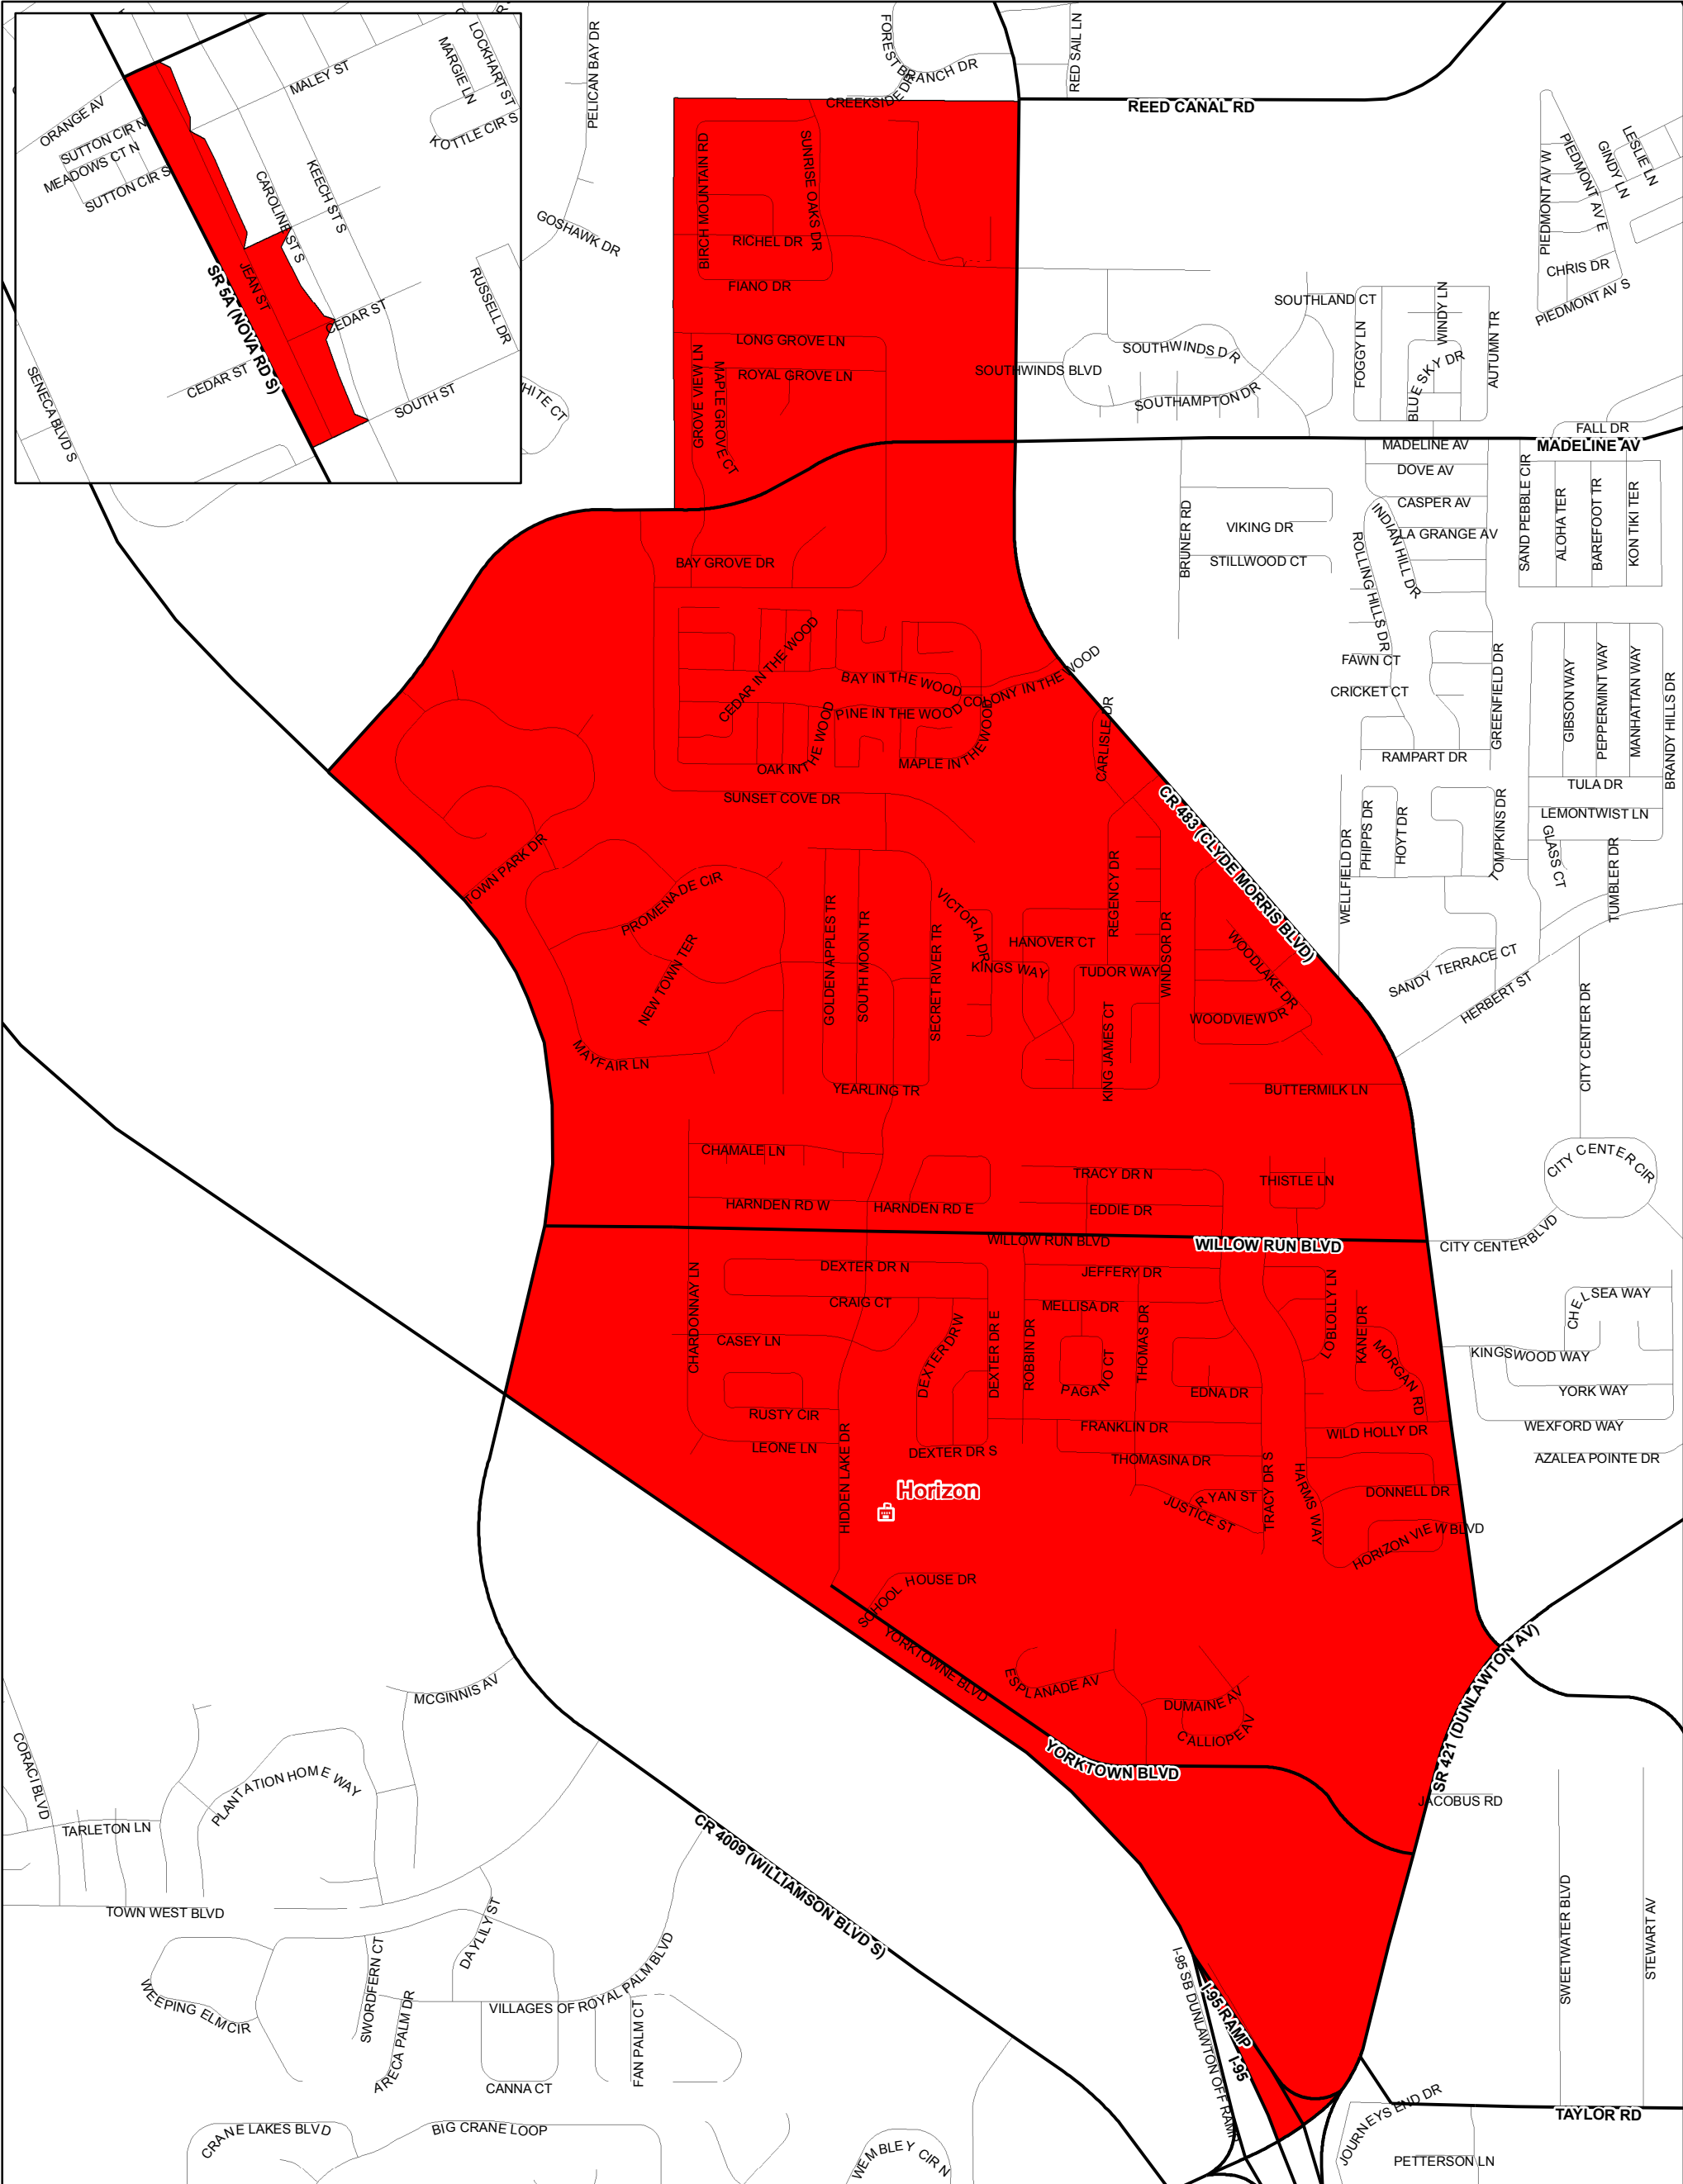 ORANGE AV
SUTTON CIR N
MEADOWS CT N
SUTTON CIR S
MALEY ST
MARGIE LN
LOCKHART ST
KOTTLE CIR S
KEECH ST S
CAROLINE ST S
JEAN ST
SR 5A (NOVA RD S)
CEDAR ST
CEDAR ST
RUSSELL DR
SOUTH ST
SENECA BLVD S
HITE CT
PELICAN BAY DR
GOSHAWK DR
FOREST BRANCH DR
CREEKSIDE DR
RED SAIL LN
REED CANAL RD
BIRCH MOUNTAIN RD
SUNRISE OAKS DR
RICHEL DR
FIANO DR
LONG GROVE LN
ROYAL GROVE LN
GROVE VIEW LN
MAPLE GROVE CT
PIEDMONT AV W
PIEDMONT AV E
GINDY LN
LESLIE LN
CHRIS DR
PIEDMONT AV S
SOUTHLAND CT
SOUTHWINDS DR
SOUTHWINDS BLVD
SOUTHAMPTON DR
FOGGY LN
WINDY LN
BLUE SKY DR
AUTUMN TR
FALL DR
MADELINE AV
MADELINE AV
DOVE AV
CASPER AV
LA GRANGE AV
INDIAN HILL DR
ROLLING HILLS DR
BRUNER RD
VIKING DR
STILLWOOD CT
SAND PEBBLE CIR
ALOHA TER
BAREFOOT TR
KON TIKI TER
BAY GROVE DR
CEDAR IN THE WOOD
BAY IN THE WOOD
COLONY IN THE WOOD
PINE IN THE WOOD
OAK IN THE WOOD
MAPLE IN THE WOOD
CARLISLE DR
FAWN CT
CRICKET CT
GREENFIELD DR
GIBSON WAY
PEPPERMINT WAY
MANHATTAN WAY
BRANDY HILLS DR
RAMPART DR
SUNSET COVE DR
TULA DR
LEMONTWIST LN
CR 483 (CLYDE MORRIS BLVD)
WELLFIELD DR
PHIPPS DR
HOYT DR
TOMPKINS DR
GLASS CT
TUMBLER DR
TOWN PARK DR
PROMENADE CIR
NEW TOWN TER
MAYFAIR LN
GOLDEN APPLES TR
SOUTH MOON TR
SECRET RIVER TR
VICTORIA DR
REGENCY DR
HANOVER CT
KINGS WAY
TUDOR WAY
WINDSOR DR
KING JAMES CT
WOODLAKE DR
WOODVIEW DR
SANDY TERRACE CT
HERBERT ST
CITY CENTER DR
YEARLING TR
BUTTERMILK LN
CHAMALE LN
HARNDEN RD W
HARNDEN RD E
TRACY DR N
EDDIE DR
THISTLE LN
CITY CENTER CIR
CITY CENTER BLVD
WILLOW RUN BLVD
WILLOW RUN BLVD
CHARDONNAY LN
DEXTER DR N
CRAIG CT
CASEY LN
DEXTER DR W
DEXTER DR E
ROBBIN DR
JEFFERY DR
MELLISA DR
THOMAS DR
PAGANO CT
EDNA DR
LOBLOLLY LN
KANE DR
MORGAN RD
CHELSEA WAY
KINGSWOOD WAY
YORK WAY
WEXFORD WAY
AZALEA POINTE DR
RUSTY CIR
LEONE LN
HIDDEN LAKE DR
DEXTER DR S
FRANKLIN DR
THOMASINA DR
WILD HOLLY DR
DONNELL DR
RYAN ST
JUSTICE ST
TRACY DR S
HARMS WAY
HORIZON VIEW BLVD
Horizon
SCHOOL HOUSE DR
YORKTOWNE BLVD
ESPLANADE AV
DUMAINE AV
CALLIOPE AV
YORKTOWN BLVD
SR 421 (DUNLAWTON AV)
JACOBUS RD
SWEETWATER BLVD
STEWART AV
MCGINNIS AV
CORACI BLVD
PLANTATION HOME WAY
TARLETON LN
TOWN WEST BLVD
CR 4009 (WILLIAMSON BLVD S)
DAYLILY ST
SWORDFERN CT
ARECA PALM DR
WEEPING ELM CIR
VILLAGES OF ROYAL PALM BLVD
FAN PALM CT
CANNA CT
CRANE LAKES BLVD
BIG CRANE LOOP
WEMBLEY CIR N
I-95 SB DUNLAWTON OFF RAMP
I-95 RAMP
I-95
JOURNEYS END DR
TAYLOR RD
PETTERSON LN